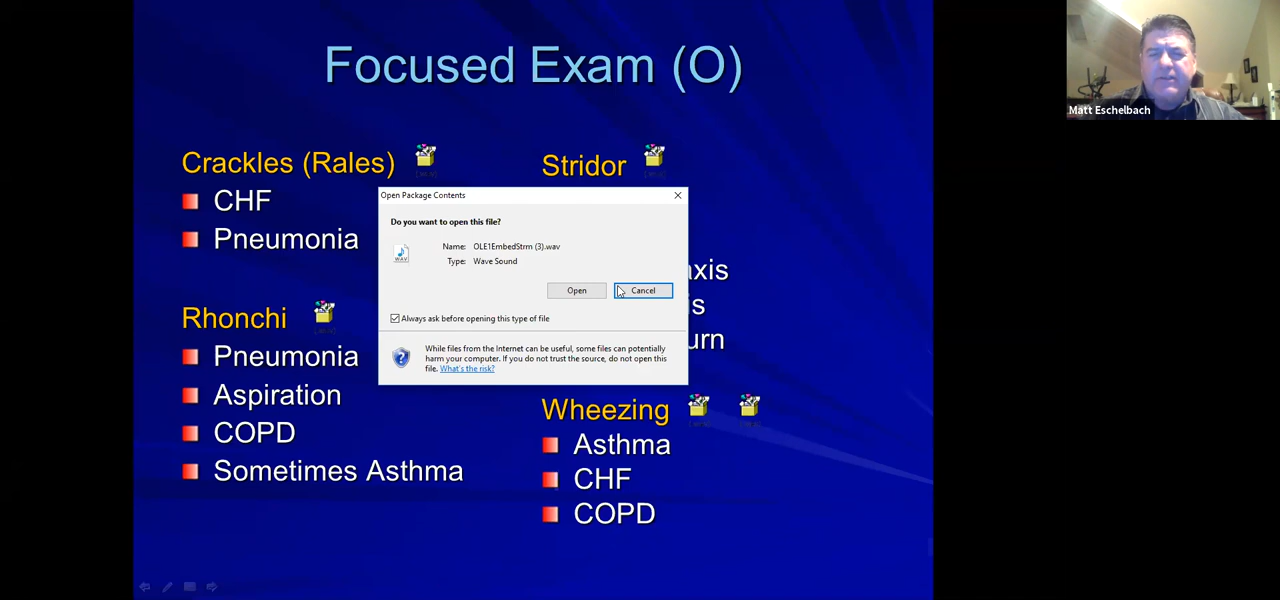 Focused Exam (O)
Matt Eschelbach
Crackles (Rales)
CHF
Pneumonia
Rhonchi
Pneumonia
Aspiration
COPD
Sometimes Asthma
Stridor
Open Package Contents
Do you want to open this file?
Name: OLE1EmbedStrm (3).wav
Type: Wave Sound
WAV
Open
Cancel
Always ask before opening this type of file
While files from the Internet can be useful, some files can potentially
harm your computer. If you do not trust the source, do not open this
file. What's the risk?
axis
is
urn
Wheezing
Asthma
CHF
COPD